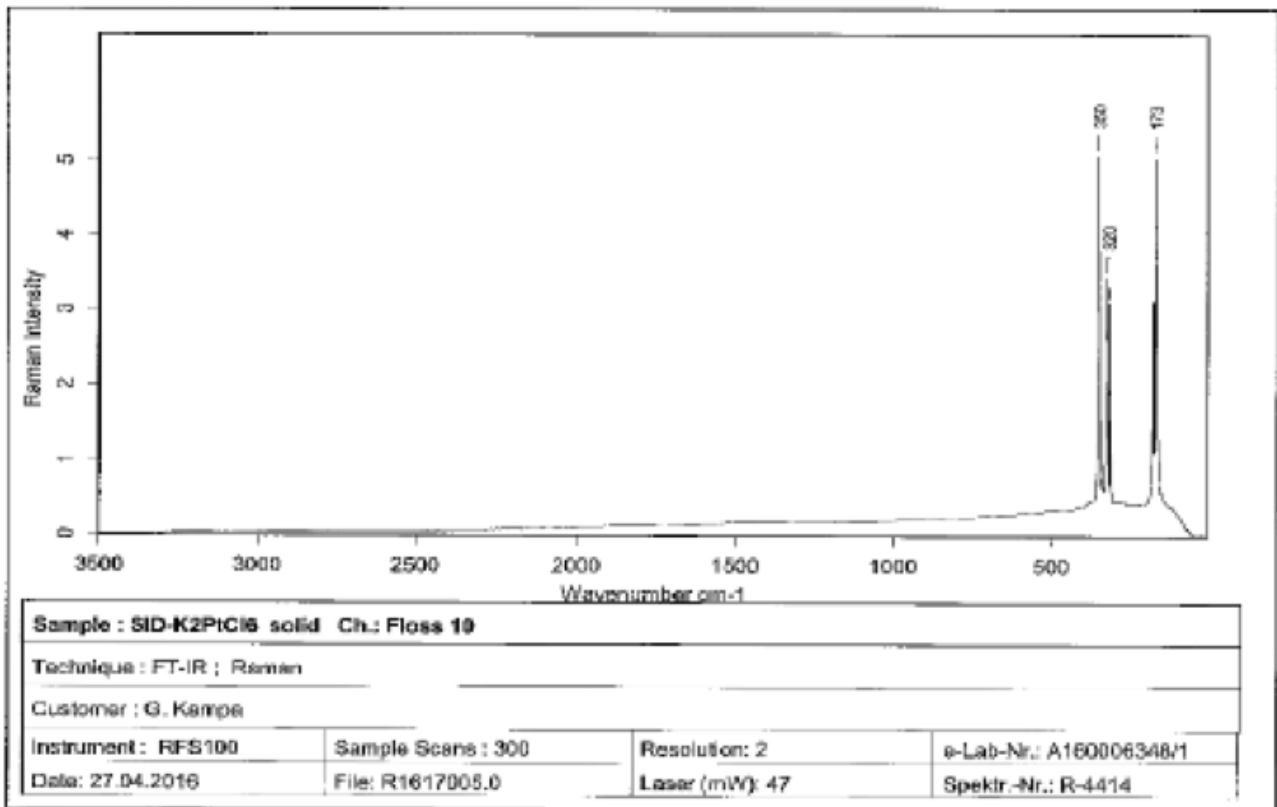 350
173
320
5
4
3
2
1
0
Raman Intensity
3500 3000 2500 2000 1500 1000 500
Wavenumber cm-1
Sample : SID-K2PtCl6 solid Ch.: Floss 10
Technique : FT-IR ; Raman
Customer : G. Kampe
Instrument : RFS100 Sample Scans : 300 Resolution: 2 e-Lab-Nr.: A160006348/1
Date: 27.04.2016 File: R1617005.0 Laser (mW): 47 Spektr.-Nr.: R-4414